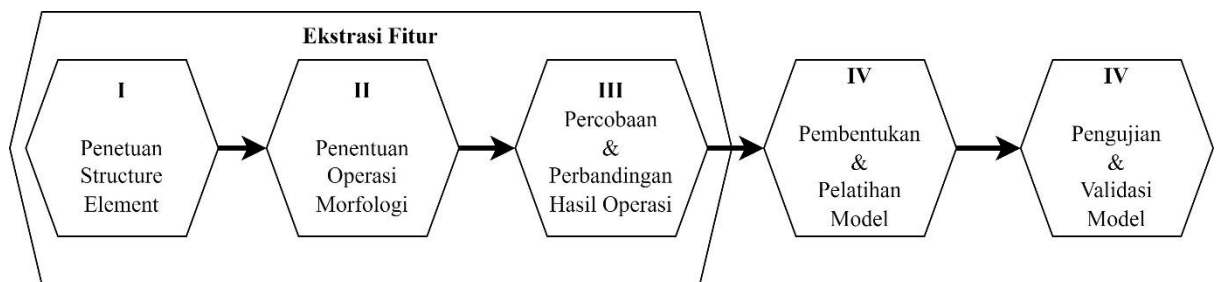 Ekstrasi Fitur
I
Penetuan
Structure
Element
II
Penentuan
Operasi
Morfologi
III
Percobaan
&
Perbandingan
Hasil Operasi
IV
Pembentukan
&
Pelatihan
Model
IV
Pengujian
&
Validasi
Model